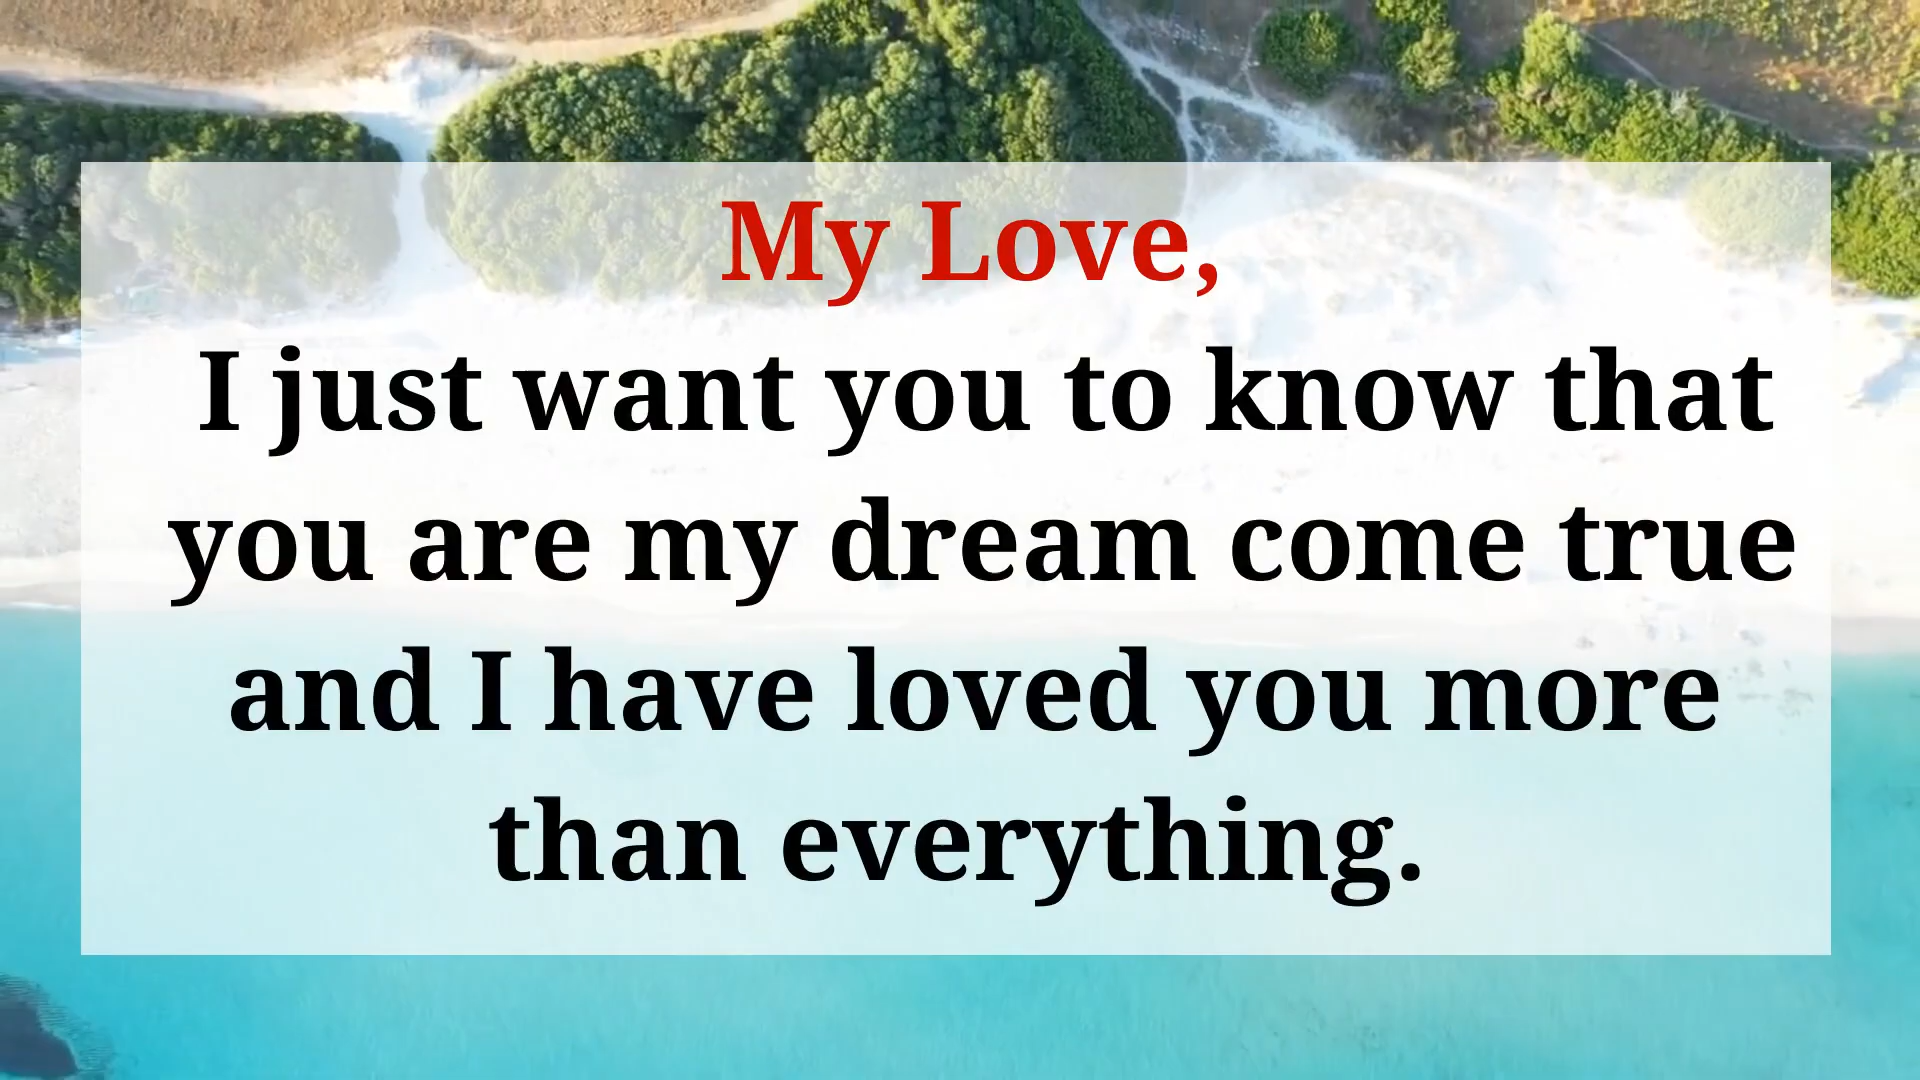 My Love,
I just want you to know that
you are my dream come true
and I have loved you more
than everything.